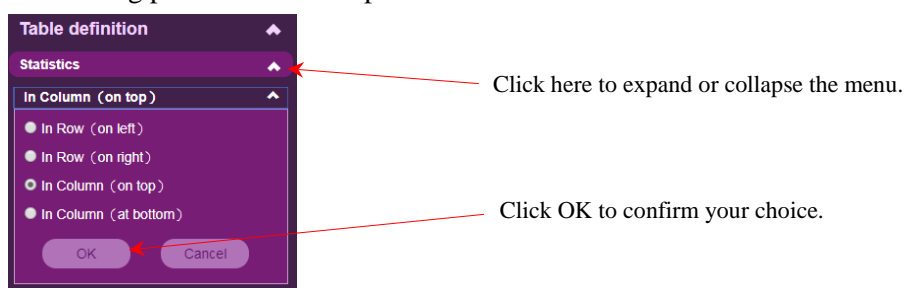 Table definition
Statistics
Click here to expand or collapse the menu.
In Column (on top)
In Row (on left)
In Row (on right)
In Column (on top)
In Column (at bottom)
Click OK to confirm your choice.
OK
Cancel